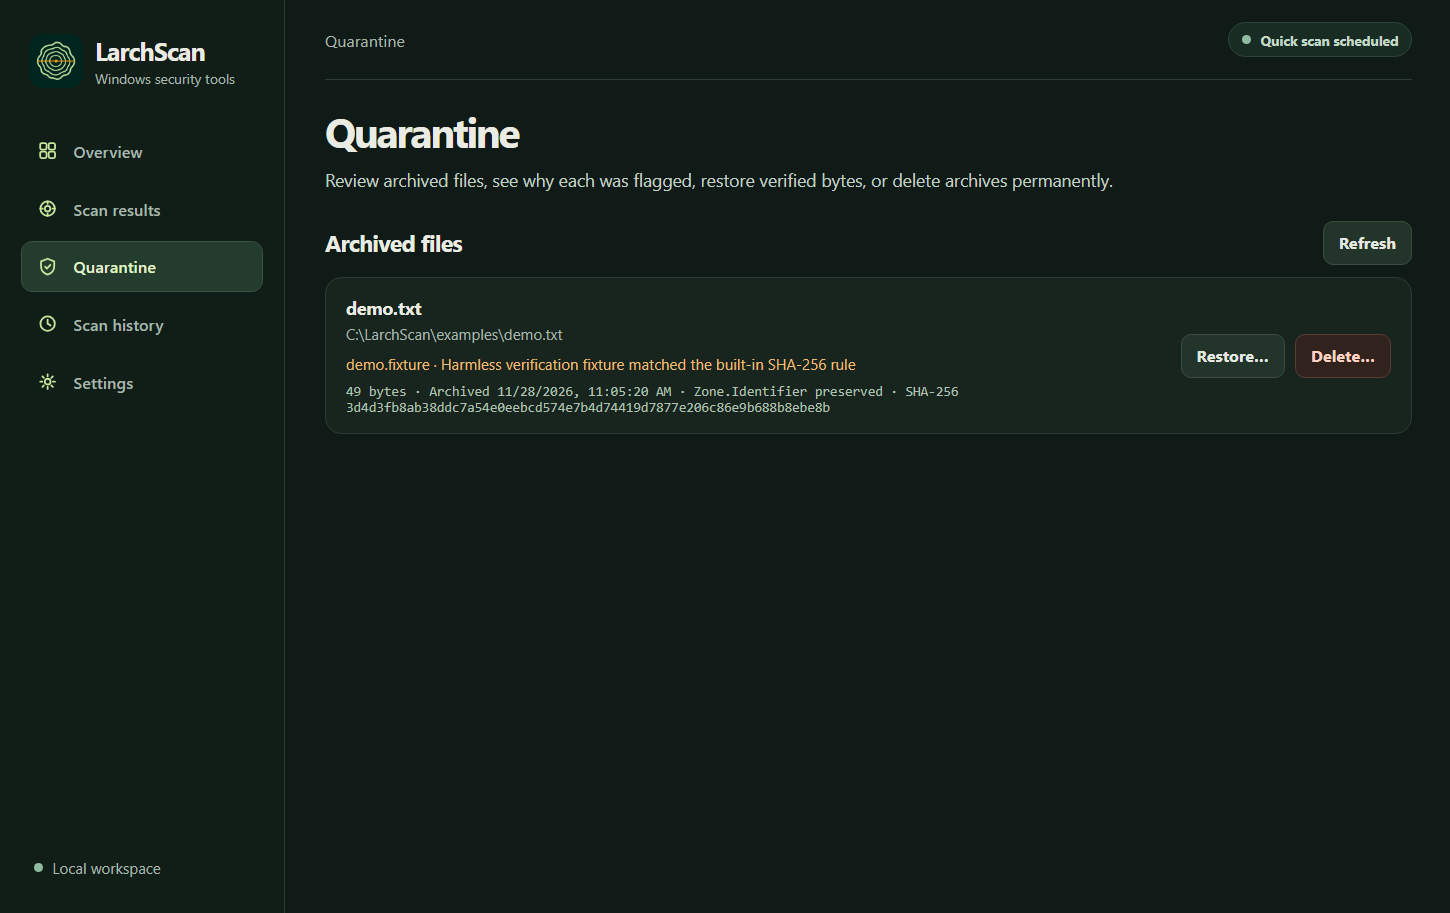 LarchScan
Windows security tools
Overview
Scan results
Quarantine
Scan history
Settings
Local workspace
Quarantine
Quick scan scheduled
Quarantine
Review archived files, see why each was flagged, restore verified bytes, or delete archives permanently.
Archived files
Refresh
demo.txt
C:\LarchScan\examples\demo.txt
demo.fixture · Harmless verification fixture matched the built-in SHA-256 rule
49 bytes · Archived 11/28/2026, 11:05:20 AM · Zone.Identifier preserved · SHA-256
3d4d3fb8ab38ddc7a54e0eebcd574e7b4d74419d7877e206c86e9b688b8ebe8b
Restore...
Delete...